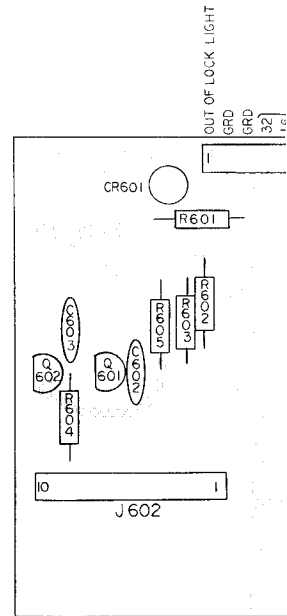 OUT OF LOCK LIGHT
GRD
GRD
32
1
CR601
R601
C603
R605
R603
R602
Q602
Q601
C602
R604
10 1
J602